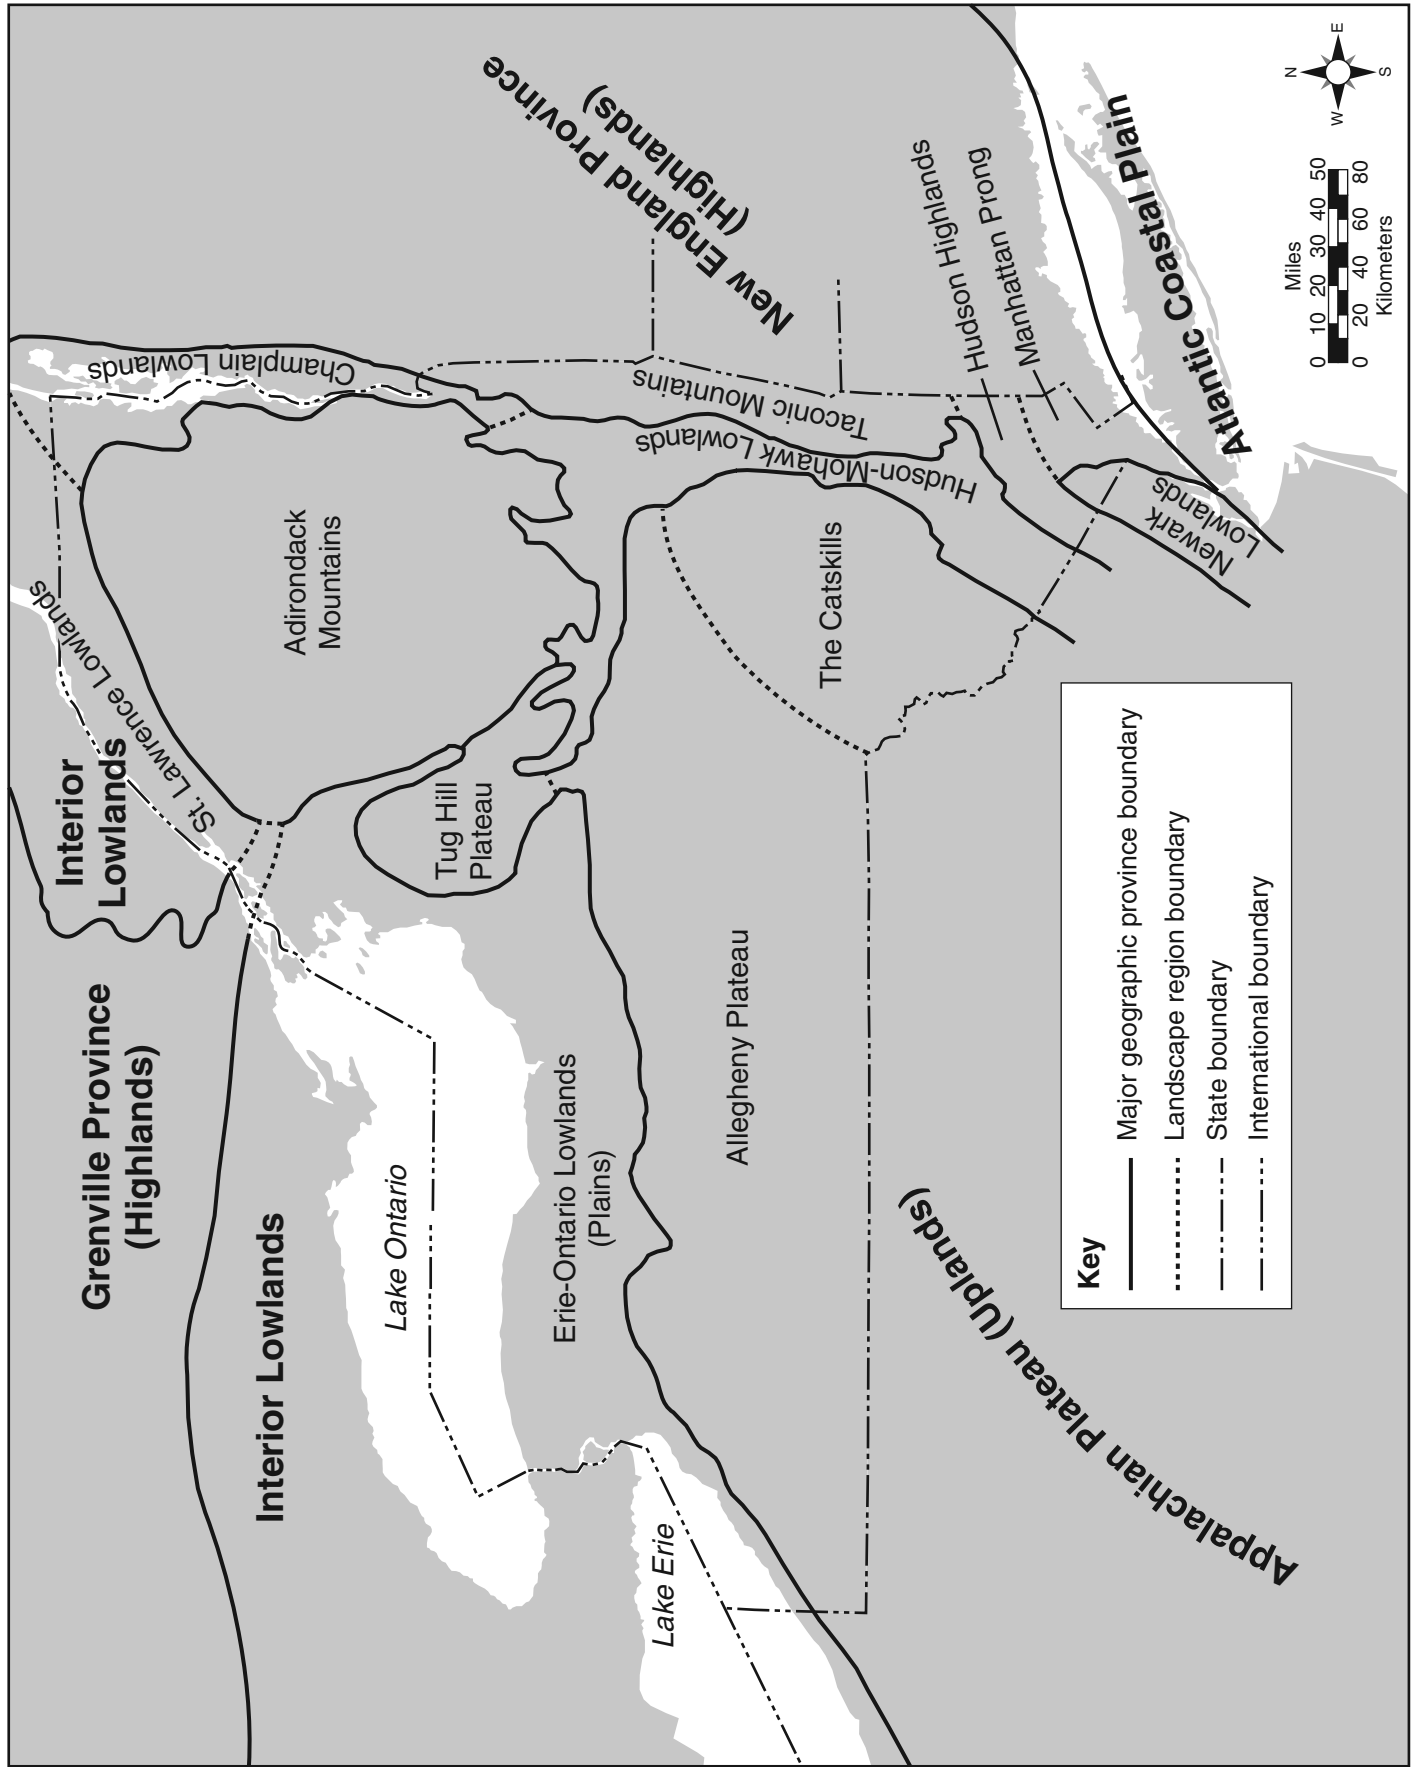 Grenville Province
(Highlands)
Interior
Lowlands
St. Lawrence Lowlands
Champlain Lowlands
Adirondack
Mountains
Interior Lowlands
Lake Ontario
Tug Hill
Plateau
New England Province
(Highlands)
Erie-Ontario Lowlands
(Plains)
Hudson-Mohawk Lowlands
Taconic Mountains
Lake Erie
Allegheny Plateau
The Catskills
Hudson Highlands
Manhattan Prong
Appalachian Plateau (Uplands)
Newark
Lowlands
Atlantic Coastal Plain
Key
Major geographic province boundary
Landscape region boundary
State boundary
International boundary
Miles
0 10 20 30 40 50
0 20 40 60 80
Kilometers
N
W E
S